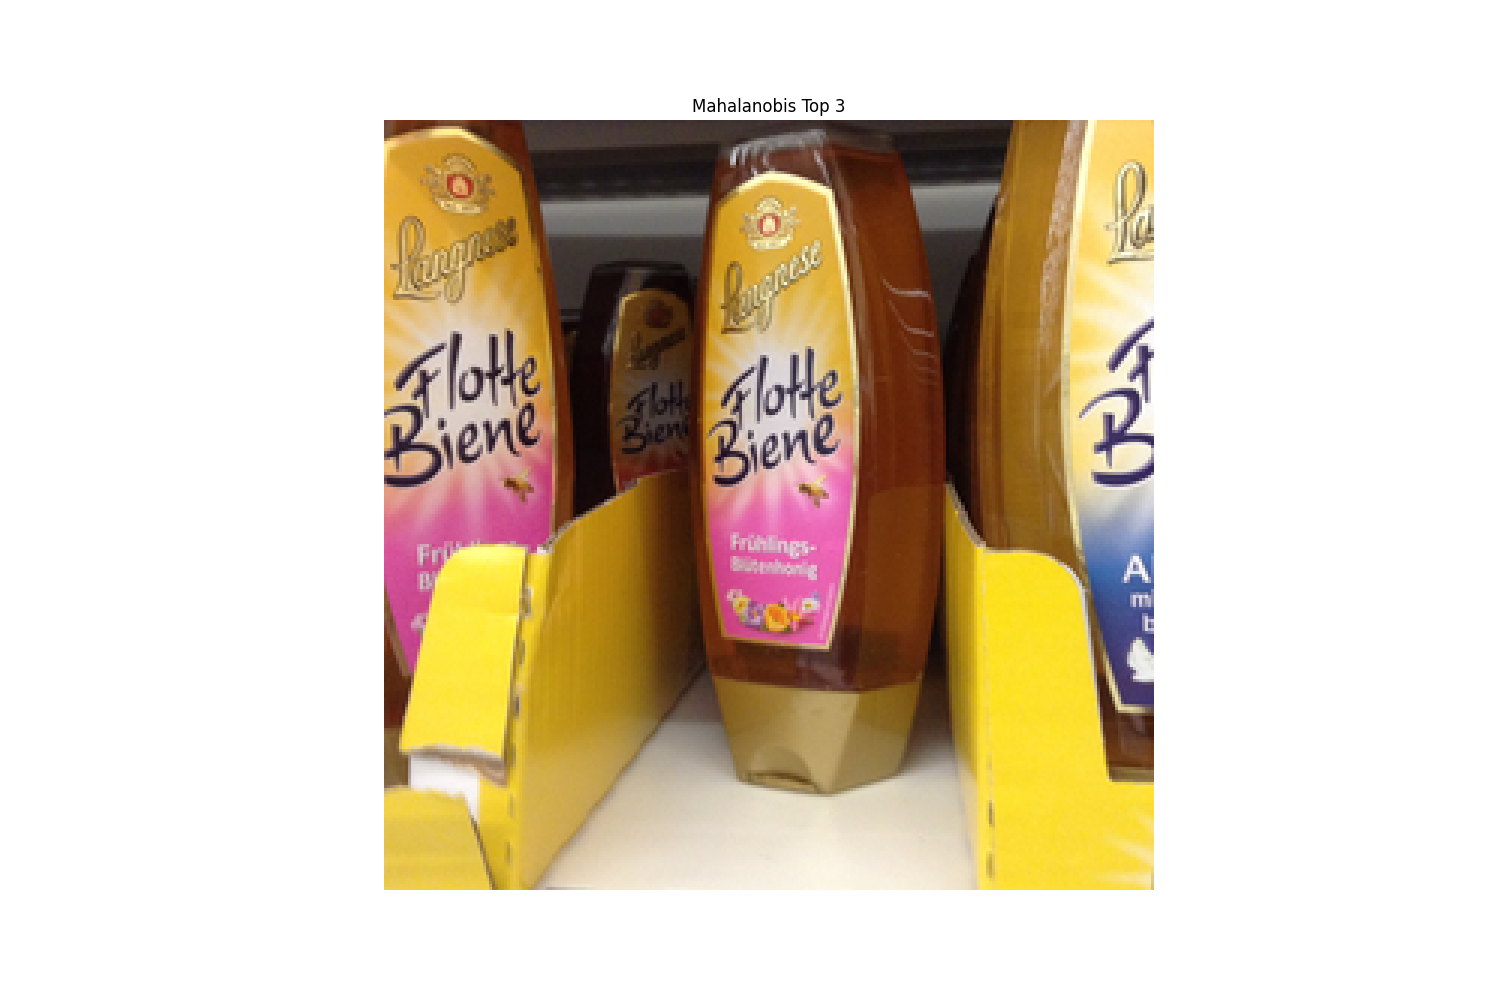 Mahalanobis Top 3
Langnese
Flotte
Biene
Langnese
Flotte
Biene
Langnese
Flotte
Biene
Frühlings-
Blütenhonig